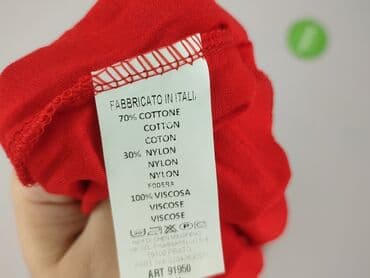 FABBRICATO IN ITALI
70% COTTONE
COTTON
COTON
30% NYLON
NYLON
NYLON
FODERA
100% VISCOSA
VISCOSE
VISCOSE
ART 91950